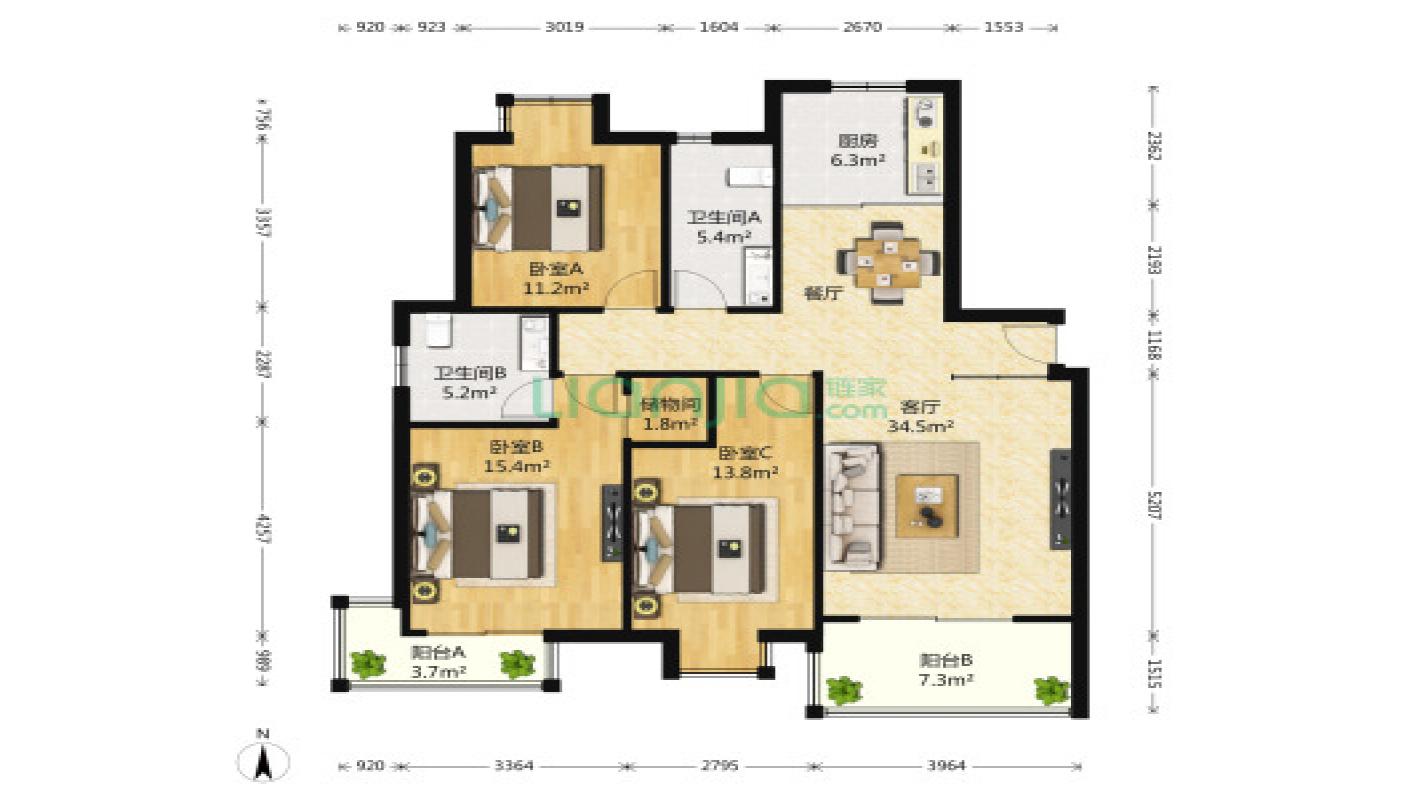 920 923 3019 1604 2670 1553
756
3357
2287
4257
989
2362
2193
1168
5207
1515
厨房
6.3m²
卫生间A
5.4m²
卧室A
11.2m²
餐厅
卫生间B
5.2m²
Lianjia 链家
.com
储物间
1.8m²
客厅
34.5m²
卧室B
15.4m²
卧室C
13.8m²
阳台A
3.7m²
阳台B
7.3m²
N
920 3364 2795 3964